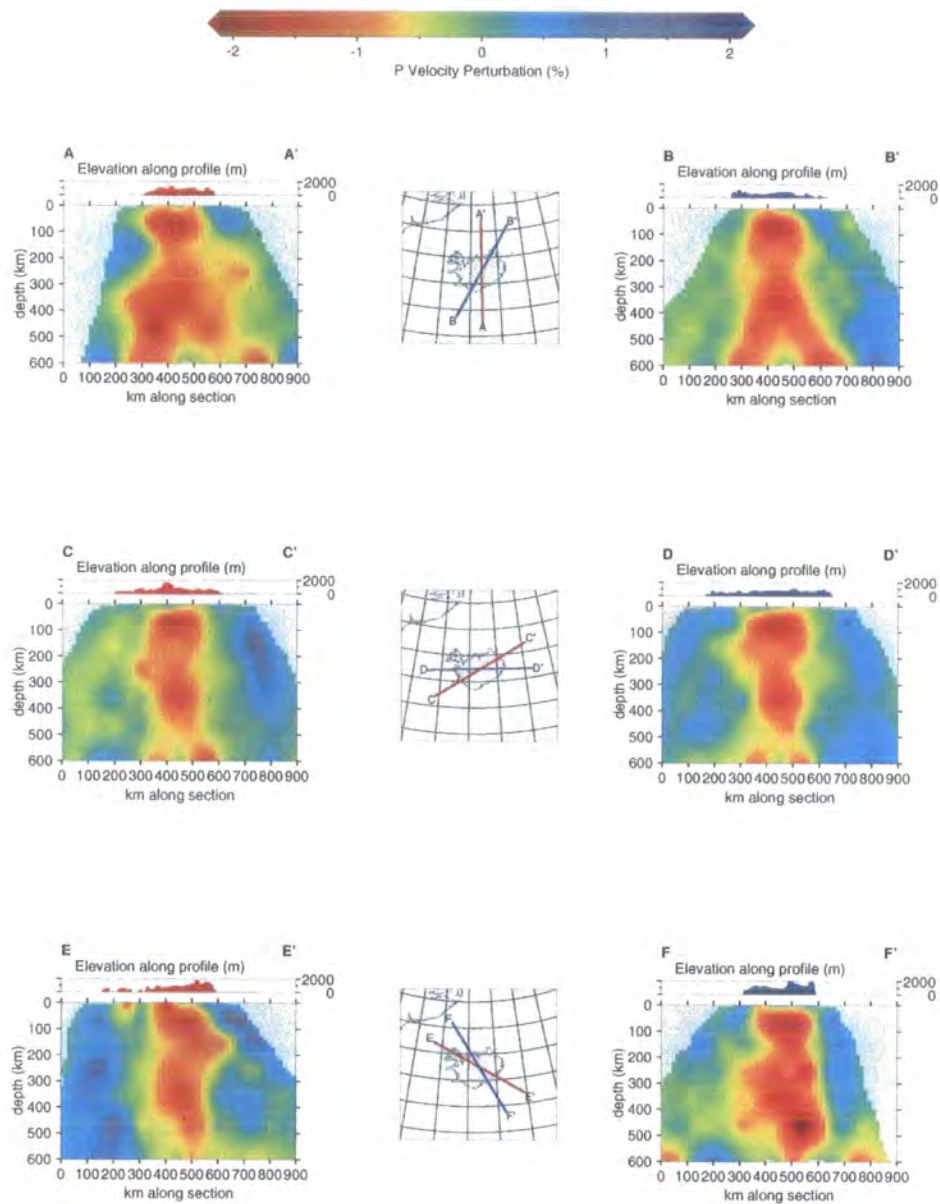 -2 -1 0 1 2
P Velocity Perturbation (%)
A A'
Elevation along profile (m)
2000
0
0
100
200
300
400
500
600
depth (km)
0 100 200 300 400 500 600 700 800 900
km along section
A' B'
B A
B B'
Elevation along profile (m)
2000
0
0
100
200
300
400
500
600
depth (km)
0 100 200 300 400 500 600 700 800 900
km along section
C C'
Elevation along profile (m)
2000
0
0
100
200
300
400
500
600
depth (km)
0 100 200 300 400 500 600 700 800 900
km along section
C'
D D'
C
D D'
Elevation along profile (m)
2000
0
0
100
200
300
400
500
600
depth (km)
0 100 200 300 400 500 600 700 800 900
km along section
E E'
Elevation along profile (m)
2000
0
0
100
200
300
400
500
600
depth (km)
0 100 200 300 400 500 600 700 800 900
km along section
F
E
E'
F'
F F'
Elevation along profile (m)
2000
0
0
100
200
300
400
500
600
depth (km)
0 100 200 300 400 500 600 700 800 900
km along section